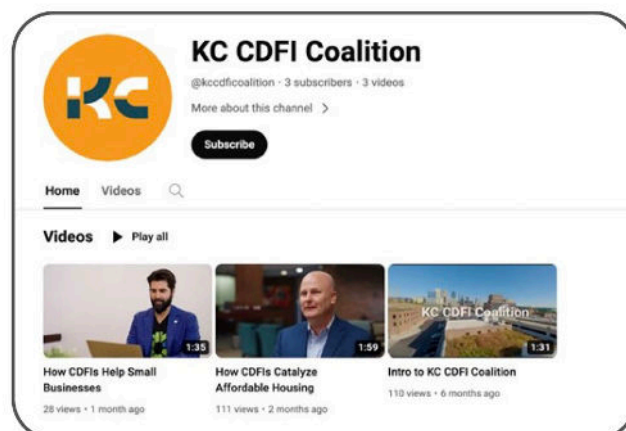 KC CDFI Coalition
KC
@kccdficoalition · 3 subscribers · 3 videos
More about this channel >
Subscribe
Home Videos
Videos ▶ Play all
1:35
1:59
KC CDFI Coalition
1:31
How CDFIs Help Small
Businesses
28 views • 1 month ago
How CDFIs Catalyze
Affordable Housing
111 views • 2 months ago
Intro to KC CDFI Coalition
110 views • 6 months ago